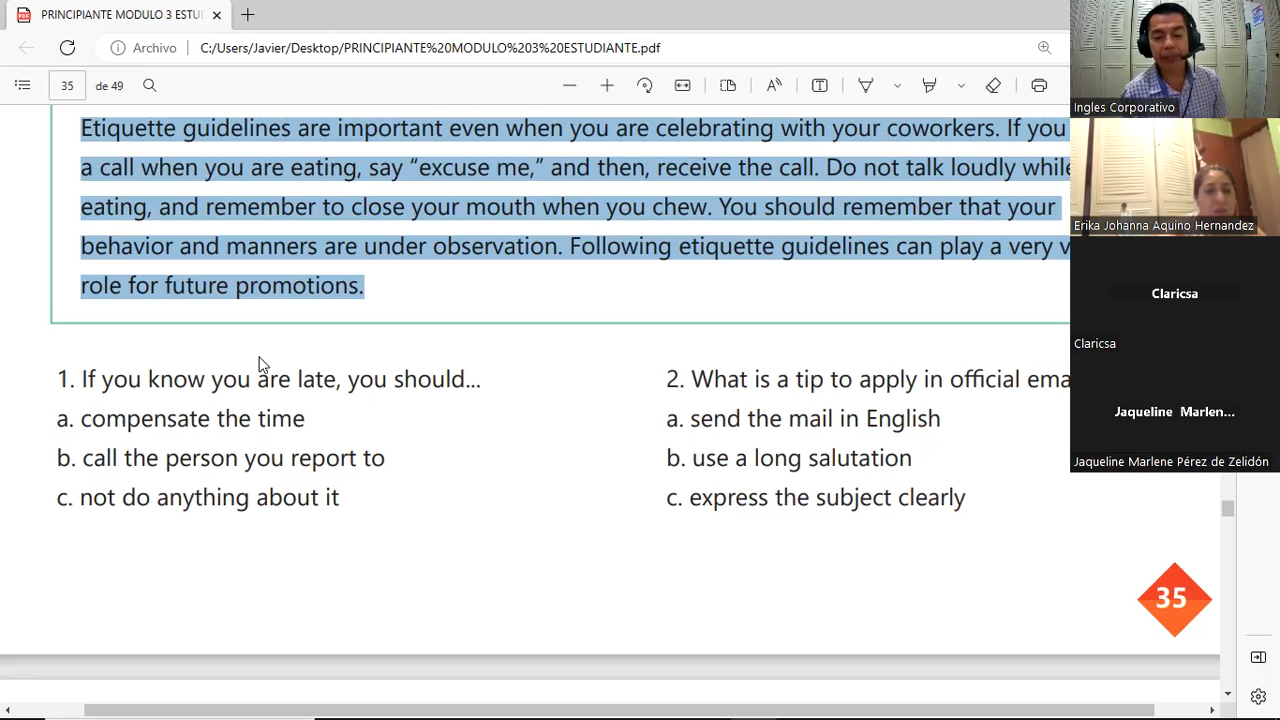 PRINCIPIANTE MODULO 3 ESTU
Archivo
C:/Users/Javier/Desktop/PRINCIPIANTE%20MODULO%203%20ESTUDIANTE.pdf
35 de 49
Etiquette guidelines are important even when you are celebrating with your coworkers. If you
a call when you are eating, say “excuse me,” and then, receive the call. Do not talk loudly while
eating, and remember to close your mouth when you chew. You should remember that your
behavior and manners are under observation. Following etiquette guidelines can play a very v
role for future promotions.
1. If you know you are late, you should...
a. compensate the time
b. call the person you report to
c. not do anything about it
2. What is a tip to apply in official ema
a. send the mail in English
b. use a long salutation
c. express the subject clearly
35
Ingles Corporativo
Erika Johanna Aquino Hernandez
Claricsa
Claricsa
Jaqueline Marlen...
Jaqueline Marlene Pérez de Zelidón